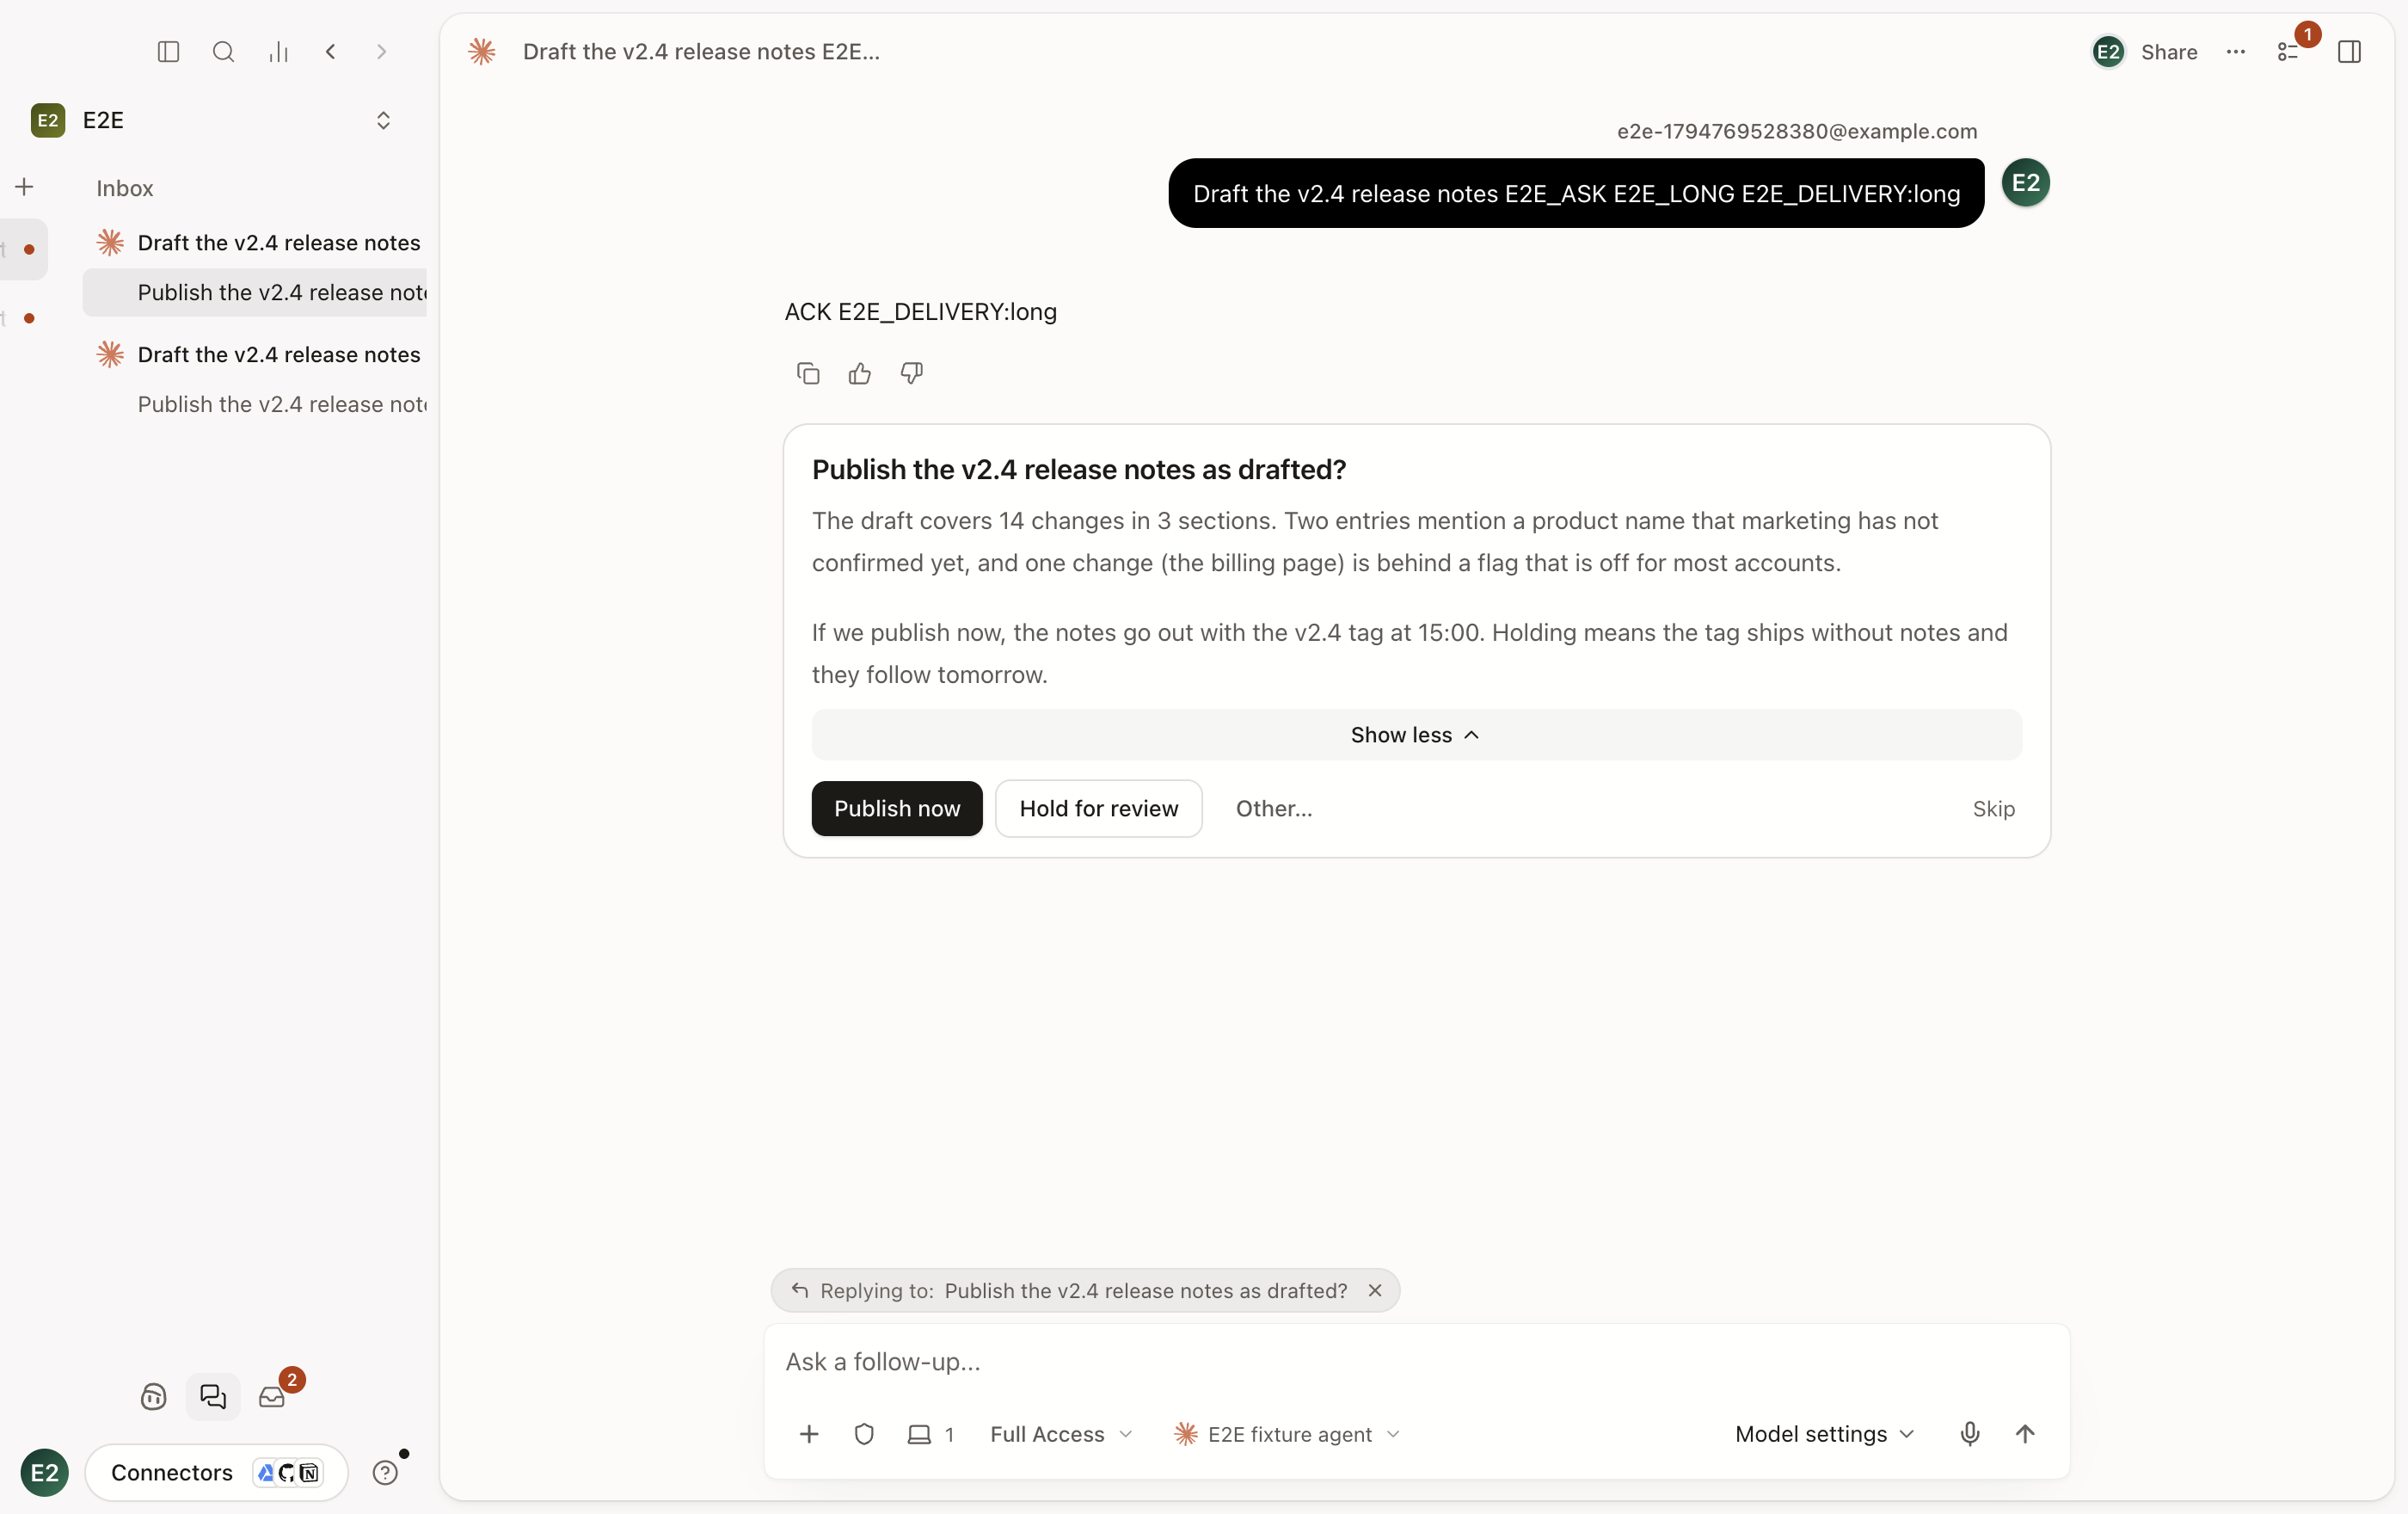 Draft the v2.4 release notes E2E...
E2 Share
1
E2 E2E
Inbox
Draft the v2.4 release notes
Publish the v2.4 release note
Draft the v2.4 release notes
Publish the v2.4 release note
e2e-1794769528380@example.com
Draft the v2.4 release notes E2E_ASK E2E_LONG E2E_DELIVERY:long
E2
ACK E2E_DELIVERY:long
Publish the v2.4 release notes as drafted?
The draft covers 14 changes in 3 sections. Two entries mention a product name that marketing has not
confirmed yet, and one change (the billing page) is behind a flag that is off for most accounts.
If we publish now, the notes go out with the v2.4 tag at 15:00. Holding means the tag ships without notes and
they follow tomorrow.
Show less
Publish now Hold for review Other... Skip
Replying to: Publish the v2.4 release notes as drafted?
Ask a follow-up...
1 Full Access E2E fixture agent Model settings
2
E2 Connectors